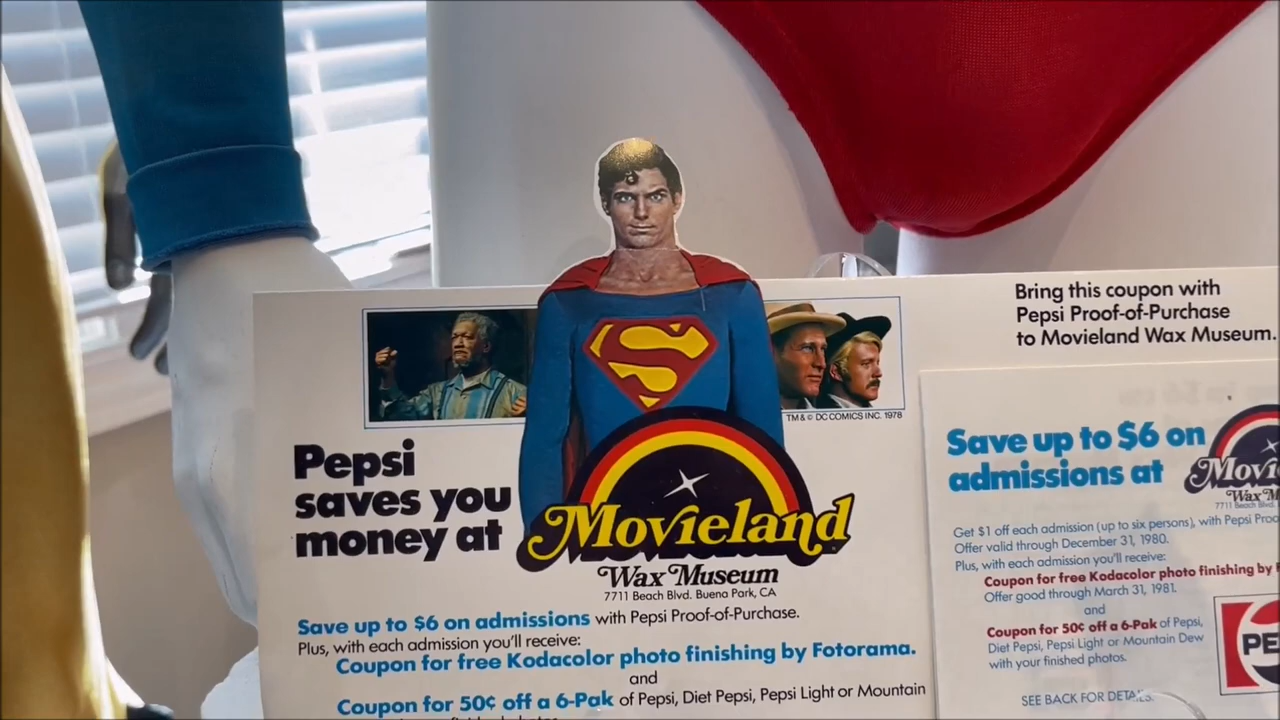 Bring this coupon with
Pepsi Proof-of-Purchase
to Movieland Wax Museum.
TM & © DC COMICS INC. 1978
Pepsi
saves you
money at
Movieland
Wax Museum
7711 Beach Blvd. Buena Park, CA
Save up to $6 on admissions with Pepsi Proof-of-Purchase.
Plus, with each admission you'll receive:
Coupon for free Kodacolor photo finishing by Fotorama.
and
Coupon for 50¢ off a 6-Pak of Pepsi, Diet Pepsi, Pepsi Light or Mountain
Save up to $6 on
admissions at
Movi
Wax M
7711 Beach Blvd.
Get $1 off each admission (up to six persons), with Pepsi Proo
Offer valid through December 31, 1980.
Plus, with each admission you'll receive:
Coupon for free Kodacolor photo finishing by F
Offer good through March 31, 1981.
and
Coupon for 50¢ off a 6-Pak of Pepsi,
Diet Pepsi, Pepsi Light or Mountain Dew
with your finished photos.
PE
SEE BACK FOR DETAILS.